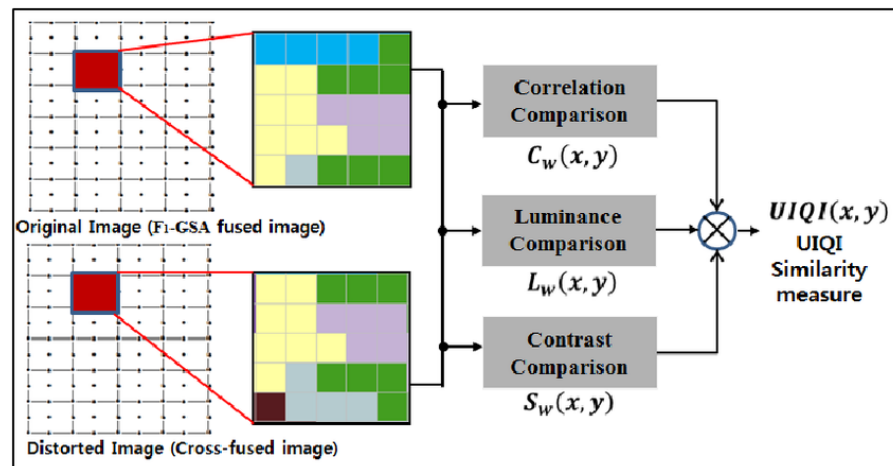 Original Image (F1-GSA fused image)
Distorted Image (Cross-fused image)
Correlation
Comparison
C_w(x, y)
Luminance
Comparison
L_w(x, y)
Contrast
Comparison
S_w(x, y)
UIQI(x, y)
UIQI
Similarity
measure